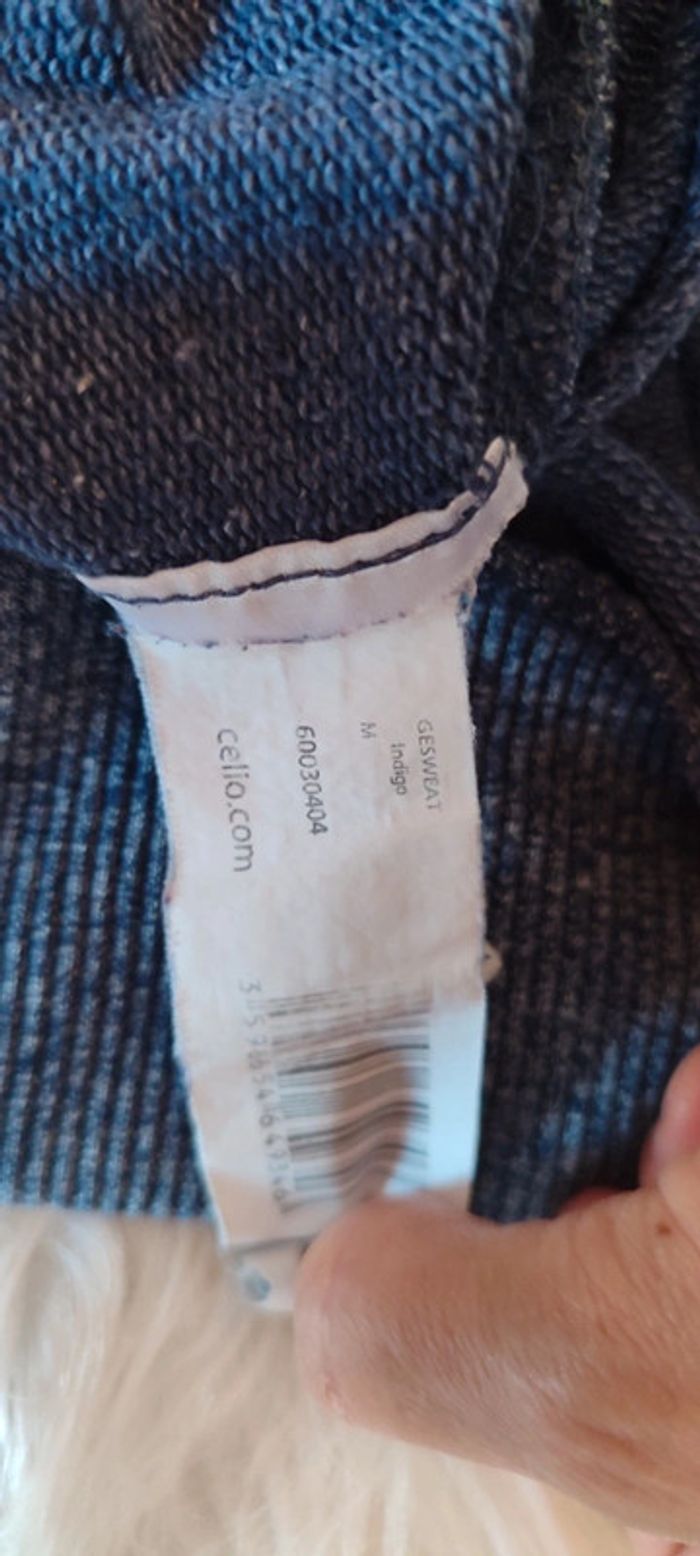 GESWEAT
Indigo
M
60030404
celio.com